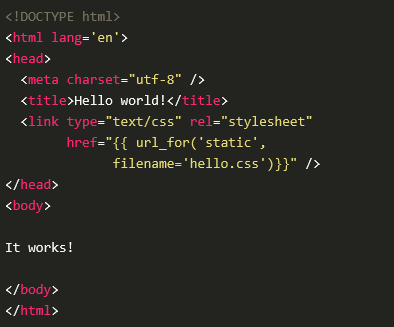 <!DOCTYPE html>
<html lang='en'>
<head>
  <meta charset="utf-8" />
  <title>Hello world!</title>
  <link type="text/css" rel="stylesheet"
        href="{{ url_for('static',
              filename='hello.css')}}" />
</head>
<body>

It works!

</body>
</html>